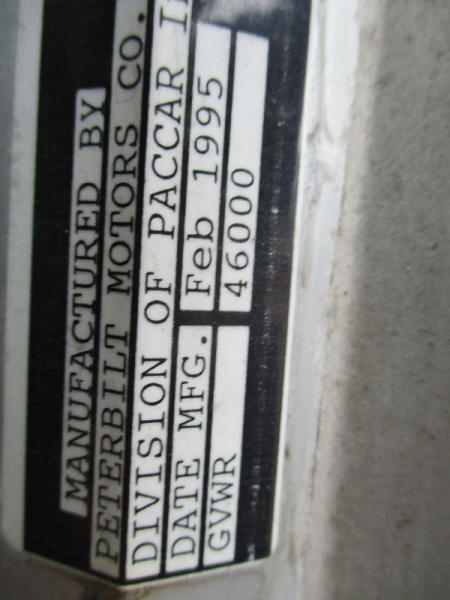 MANUFACTURED BY
PETERBILT MOTORS CO.
DIVISION OF PACCAR
DATE MFG. Feb 1995
GVWR 46000